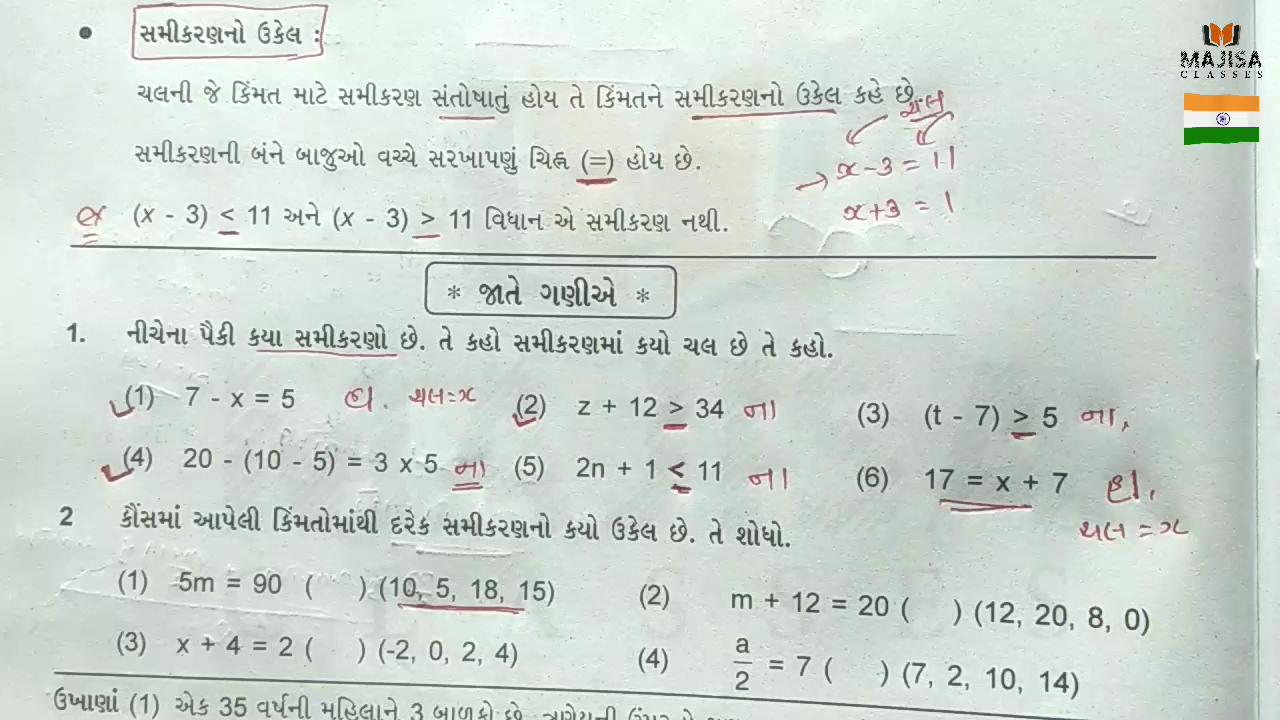 MAJISA
CLASSES
• સમીકરણનો ઉકેલ :
ચલની જે કિંમત માટે સમીકરણ સંતોષાતું હોય તે કિંમતને સમીકરણનો ઉકેલ કહે છે.
ચલ
સમીકરણની બંને બાજુઓ વચ્ચે સરખાપણું ચિહ્ન (=) હોય છે.
→ x - 3 = 11
x + 3 = 1
(x - 3) < 11 અને (x - 3) > 11 વિધાન એ સમીકરણ નથી.
* જાતે ગણીએ *
1. નીચેના પૈકી કયા સમીકરણો છે. તે કહો સમીકરણમાં કયો ચલ છે તે કહો.
(1) 7 - x = 5 હા. ચલ=x (2) z + 12 > 34 ના (3) (t - 7) > 5 ના,
(4) 20 - (10 - 5) = 3 x 5 ના (5) 2n + 1 < 11 ના (6) 17 = x + 7 હા.
ચલ = x
2 કૌંસમાં આપેલી કિંમતોમાંથી દરેક સમીકરણનો કયો ઉકેલ છે. તે શોધો.
(1) 5m = 90 ( ) (10, 5, 18, 15) (2) m + 12 = 20 ( ) (12, 20, 8, 0)
(3) x + 4 = 2 ( ) (-2, 0, 2, 4) (4) a/2 = 7 ( ) (7, 2, 10, 14)
ઉખાણાં (1) એક 35 વર્ષની મહિલાને 3 બાળકો છે.